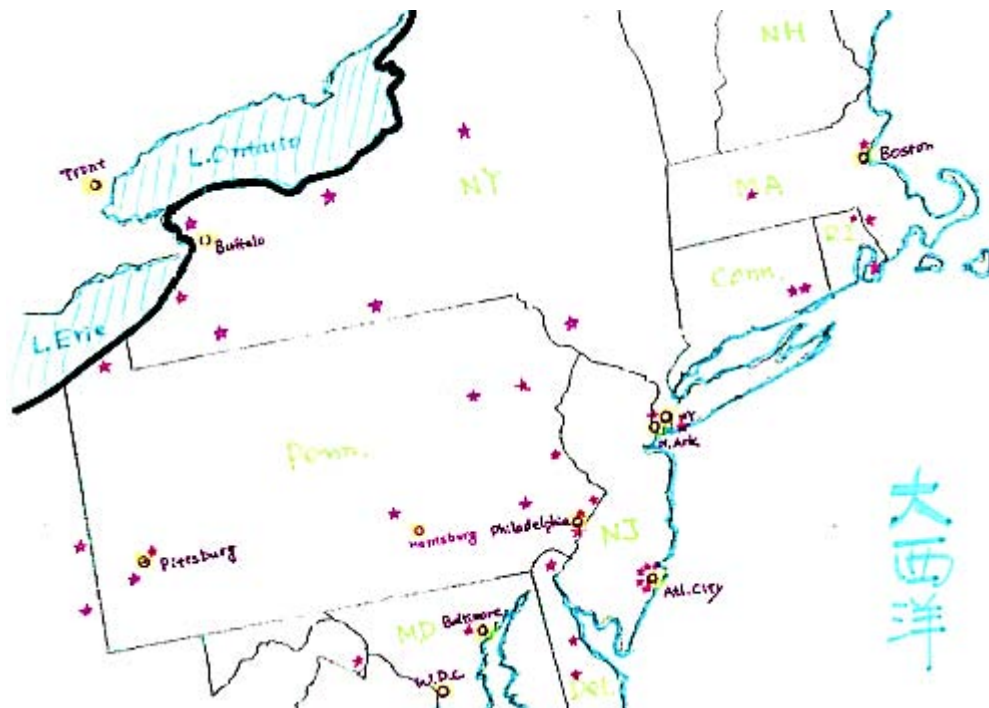 NH
L.Ontario
Tront
NY
Boston
MA
Buffalo
RI
Conn.
L.Erie
NY.
N.Ark.
Penn.
Harrisburg
Philadelphia
NJ
Pittsburg
Atl.City
MD
Baltimore
W.D.C.
Del
大西洋